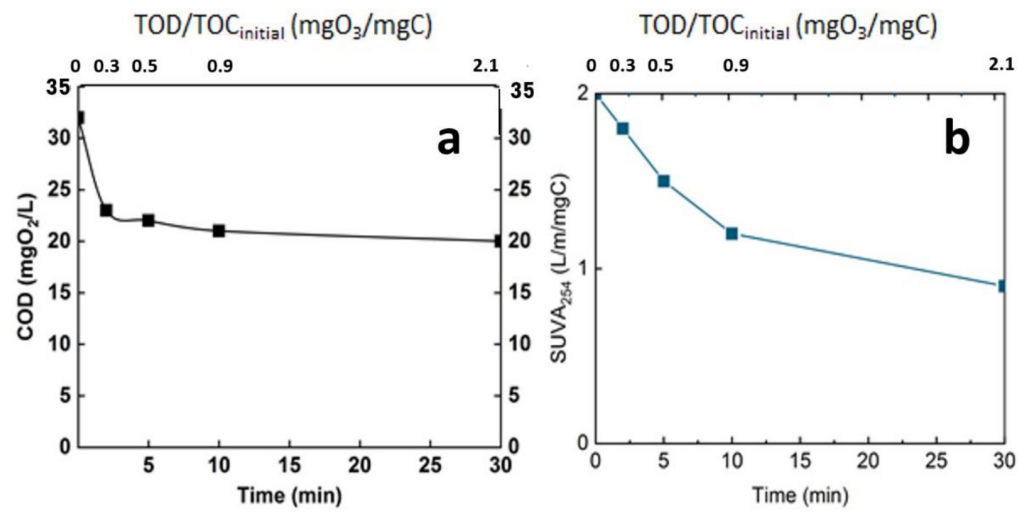 TOD/TOCinitial (mgO3/mgC)
0 0.3 0.5 0.9 2.1
35
30
25
20
15
10
5
0
COD (mgO2/L)
a
35
30
25
20
15
10
5
0
5 10 15 20 25 30
Time (min)
TOD/TOCinitial (mgO3/mgC)
0 0.3 0.5 0.9 2.1
2
1
0
SUVA254 (L/m/mgC)
b
0 5 10 15 20 25 30
Time (min)